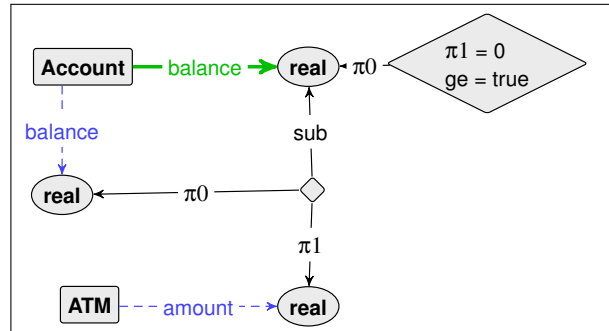 Account
balance
real
π0
π1 = 0
ge = true
balance
sub
real
π0
π1
ATM
amount
real